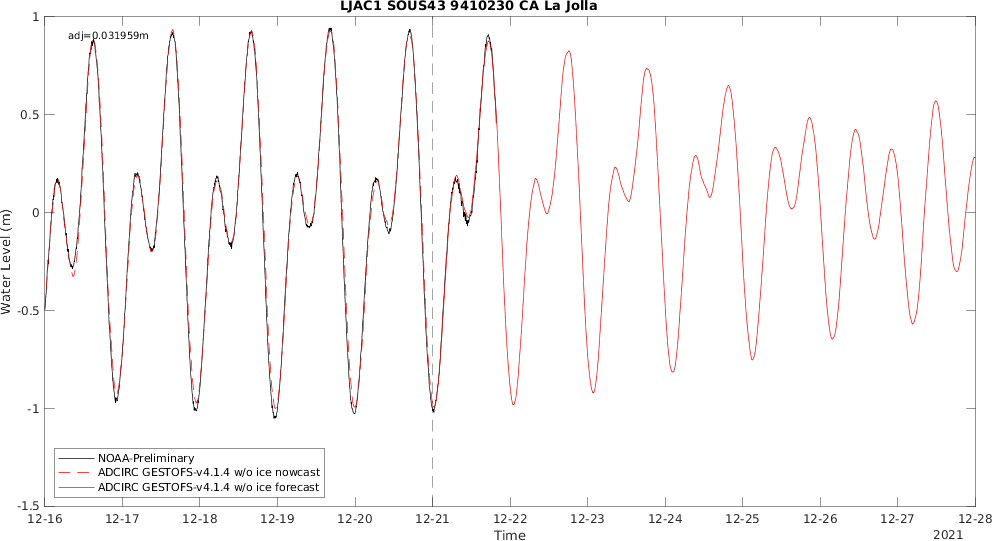 LJAC1 SOUS43 9410230 CA La Jolla
adj=0.031959m
1
0.5
0
-0.5
-1
-1.5
Water Level (m)
NOAA-Preliminary
ADCIRC GESTOFS-v4.1.4 w/o ice nowcast
ADCIRC GESTOFS-v4.1.4 w/o ice forecast
12-16 12-17 12-18 12-19 12-20 12-21 12-22 12-23 12-24 12-25 12-26 12-27 12-28
Time
2021